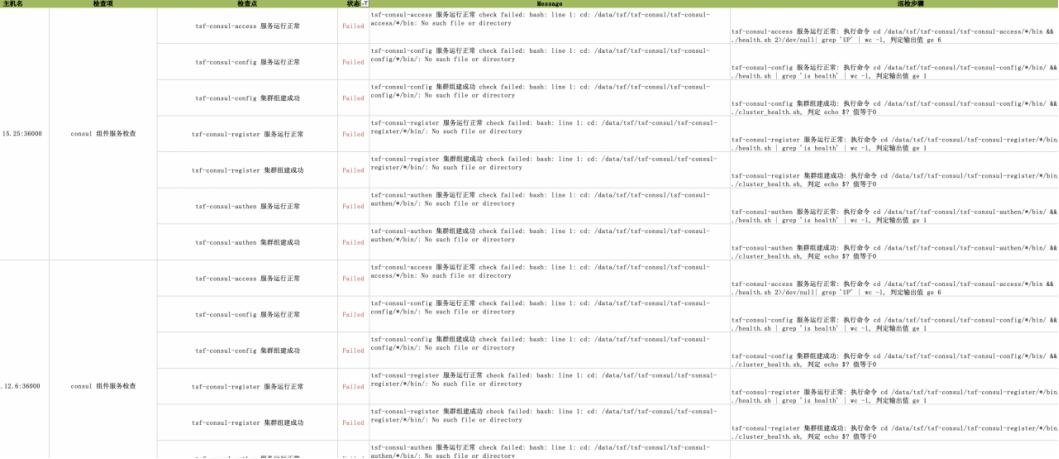 主机名 检查项 检查点 状态 Message 巡检步骤
15.25:36000 consul 组件服务检查
tsf-consul-access 服务运行正常 Failed
tsf-consul-access 服务运行正常 check failed: bash: line 1: cd: /data/tsf/tsf-consul/tsf-consul-
access/*/bin: No such file or directory
tsf-consul-access 服务运行正常: 执行命令 cd /data/tsf/tsf-consul/tsf-consul-access/*/bin &&
./health.sh 2>/dev/null| grep 'UP' | wc -l, 判定输出值 ge 6
tsf-consul-config 服务运行正常 Failed
tsf-consul-config 服务运行正常 check failed: bash: line 1: cd: /data/tsf/tsf-consul/tsf-consul-
config/*/bin/: No such file or directory
tsf-consul-config 服务运行正常: 执行命令 cd /data/tsf/tsf-consul/tsf-consul-config/*/bin/ &&
./health.sh | grep 'is health' | wc -l, 判定输出值 ge 1
tsf-consul-config 集群组建成功 Failed
tsf-consul-config 集群组建成功 check failed: bash: line 1: cd: /data/tsf/tsf-consul/tsf-consul-
config/*/bin/: No such file or directory
tsf-consul-config 集群组建成功: 执行命令 cd /data/tsf/tsf-consul/tsf-consul-config/*/bin/ &&
./cluster_health.sh, 判定 echo $? 值等于0
tsf-consul-register 服务运行正常 Failed
tsf-consul-register 服务运行正常 check failed: bash: line 1: cd: /data/tsf/tsf-consul/tsf-consul-
register/*/bin/: No such file or directory
tsf-consul-register 服务运行正常: 执行命令 cd /data/tsf/tsf-consul/tsf-consul-register/*/bin
./health.sh | grep 'is health' | wc -l, 判定输出值 ge 1
tsf-consul-register 集群组建成功 Failed
tsf-consul-register 集群组建成功 check failed: bash: line 1: cd: /data/tsf/tsf-consul/tsf-consul-
register/*/bin/: No such file or directory
tsf-consul-register 集群组建成功: 执行命令 cd /data/tsf/tsf-consul/tsf-consul-register/*/bin
./cluster_health.sh, 判定 echo $? 值等于0
tsf-consul-authen 服务运行正常 Failed
tsf-consul-authen 服务运行正常 check failed: bash: line 1: cd: /data/tsf/tsf-consul/tsf-consul-
authen/*/bin/: No such file or directory
tsf-consul-authen 服务运行正常: 执行命令 cd /data/tsf/tsf-consul/tsf-consul-authen/*/bin/ &&
./health.sh | grep 'is health' | wc -l, 判定输出值 ge 1
tsf-consul-authen 集群组建成功 Failed
tsf-consul-authen 集群组建成功 check failed: bash: line 1: cd: /data/tsf/tsf-consul/tsf-consul-
authen/*/bin/: No such file or directory
tsf-consul-authen 集群组建成功: 执行命令 cd /data/tsf/tsf-consul/tsf-consul-authen/*/bin/ &&
./cluster_health.sh, 判定 echo $? 值等于0
.12.6:36000 consul 组件服务检查
tsf-consul-access 服务运行正常 Failed
tsf-consul-access 服务运行正常 check failed: bash: line 1: cd: /data/tsf/tsf-consul/tsf-consul-
access/*/bin: No such file or directory
tsf-consul-access 服务运行正常: 执行命令 cd /data/tsf/tsf-consul/tsf-consul-access/*/bin &&
./health.sh 2>/dev/null| grep 'UP' | wc -l, 判定输出值 ge 6
tsf-consul-config 服务运行正常 Failed
tsf-consul-config 服务运行正常 check failed: bash: line 1: cd: /data/tsf/tsf-consul/tsf-consul-
config/*/bin/: No such file or directory
tsf-consul-config 服务运行正常: 执行命令 cd /data/tsf/tsf-consul/tsf-consul-config/*/bin/ &&
./health.sh | grep 'is health' | wc -l, 判定输出值 ge 1
tsf-consul-config 集群组建成功 Failed
tsf-consul-config 集群组建成功 check failed: bash: line 1: cd: /data/tsf/tsf-consul/tsf-consul-
config/*/bin/: No such file or directory
tsf-consul-config 集群组建成功: 执行命令 cd /data/tsf/tsf-consul/tsf-consul-config/*/bin/ &&
./cluster_health.sh, 判定 echo $? 值等于0
tsf-consul-register 服务运行正常 Failed
tsf-consul-register 服务运行正常 check failed: bash: line 1: cd: /data/tsf/tsf-consul/tsf-consul-
register/*/bin/: No such file or directory
tsf-consul-register 服务运行正常: 执行命令 cd /data/tsf/tsf-consul/tsf-consul-register/*/bin
./health.sh | grep 'is health' | wc -l, 判定输出值 ge 1
tsf-consul-register 集群组建成功 Failed
tsf-consul-register 集群组建成功 check failed: bash: line 1: cd: /data/tsf/tsf-consul/tsf-consul-
register/*/bin/: No such file or directory
tsf-consul-register 集群组建成功: 执行命令 cd /data/tsf/tsf-consul/tsf-consul-register/*/bin
./cluster_health.sh, 判定 echo $? 值等于0
tsf-consul-authen 服务运行正常 Failed
tsf-consul-authen 服务运行正常 check failed: bash: line 1: cd: /data/tsf/tsf-consul/tsf-consul-
authen/*/bin/: No such file or directory